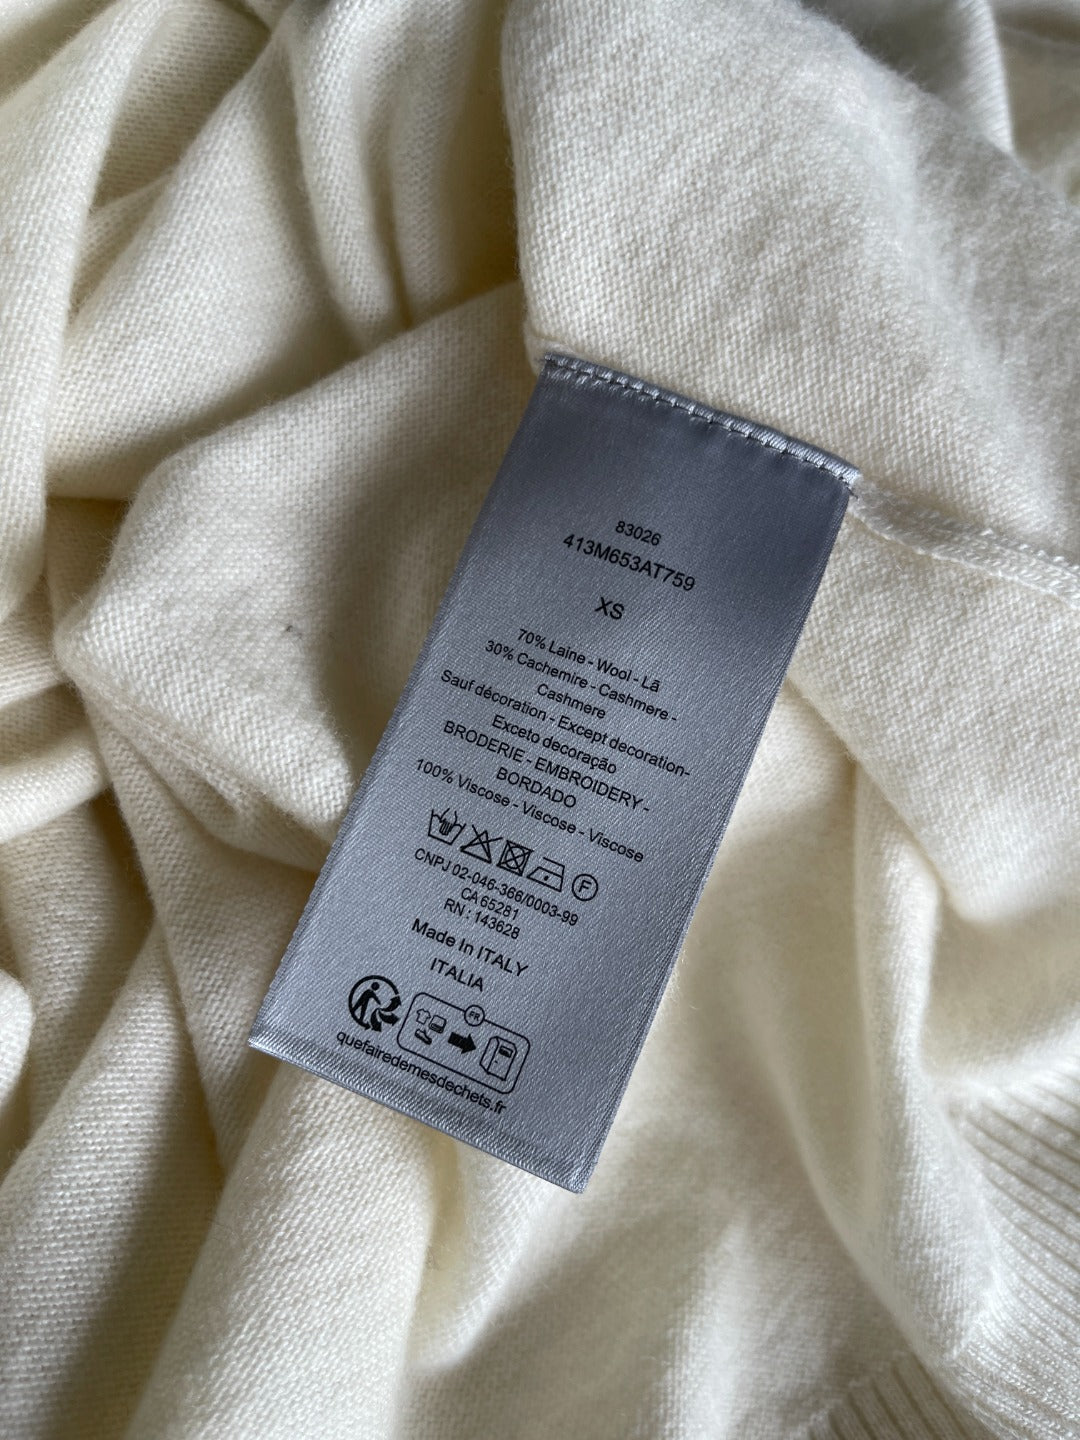 83026
413M653AT759
XS
70% Laine - Wool - Lã
30% Cachemire - Cashmere -
Cashmere
Sauf décoration - Except decoration-
Exceto decoração
BRODERIE - EMBROIDERY -
BORDADO
100% Viscose - Viscose - Viscose
F
CNPJ 02-046-366/0003-99
CA 65281
RN : 143628
Made In ITALY
ITALIA
FR
quefairedemesdechets.fr